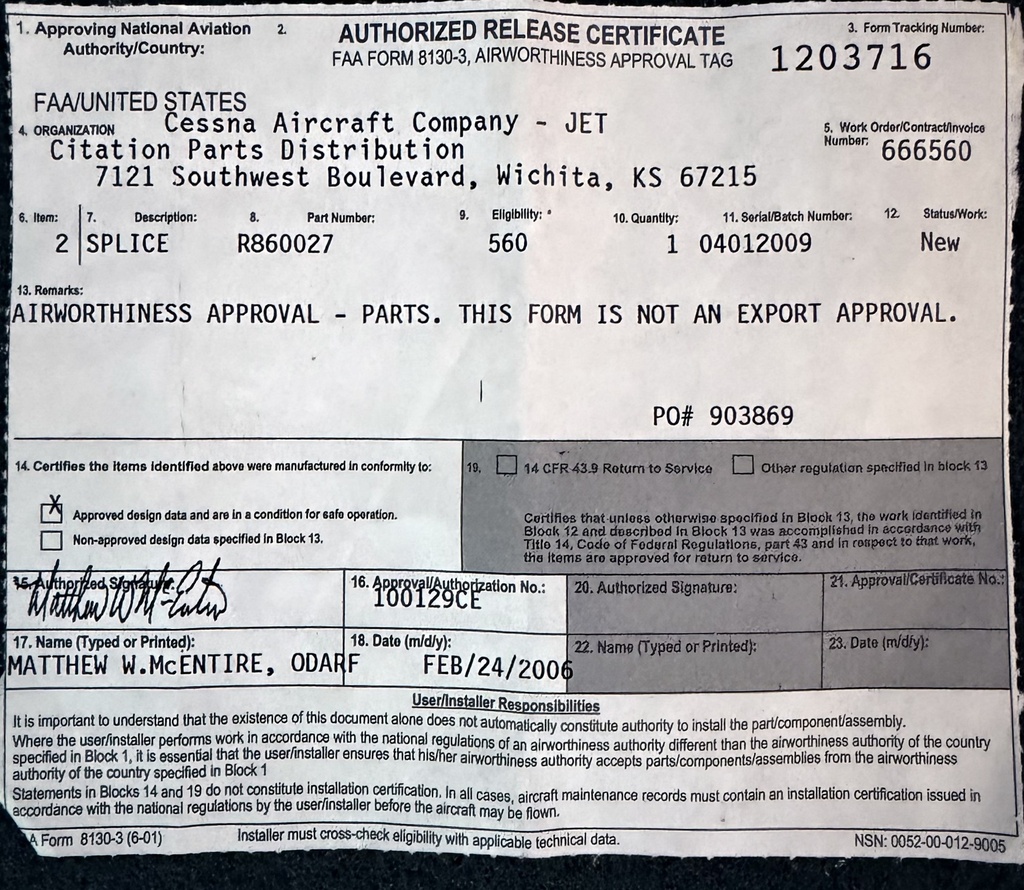 1. Approving National Aviation Authority/Country:
2.
AUTHORIZED RELEASE CERTIFICATE
FAA FORM 8130-3, AIRWORTHINESS APPROVAL TAG
3. Form Tracking Number:
1203716
FAA/UNITED STATES
4. ORGANIZATION Cessna Aircraft Company - JET
Citation Parts Distribution
7121 Southwest Boulevard, Wichita, KS 67215
5. Work Order/Contract/Invoice
Number: 666560
6. Item: 7. Description: 8. Part Number: 9. Eligibility: * 10. Quantity: 11. Serial/Batch Number: 12. Status/Work:
2 SPLICE R860027 560 1 04012009 New
13. Remarks:
AIRWORTHINESS APPROVAL - PARTS. THIS FORM IS NOT AN EXPORT APPROVAL.
PO# 903869
14. Certifies the items identified above were manufactured in conformity to:
X Approved design data and are in a condition for safe operation.
Non-approved design data specified in Block 13.
19. 14 CFR 43.9 Return to Service Other regulation specified in block 13
Certifies that unless otherwise specified in Block 13, the work identified in
Block 12 and described in Block 13 was accomplished in accordance with
Title 14, Code of Federal Regulations, part 43 and in respect to that work,
the items are approved for return to service.
15. Authorized Signature:
Matthew W McEntire
16. Approval/Authorization No.:
100129CE
20. Authorized Signature:
21. Approval/Certificate No.:
17. Name (Typed or Printed):
MATTHEW W.McENTIRE, ODARF
18. Date (m/d/y):
FEB/24/2006
22. Name (Typed or Printed):
23. Date (m/d/y):
User/Installer Responsibilities
It is important to understand that the existence of this document alone does not automatically constitute authority to install the part/component/assembly.
Where the user/installer performs work in accordance with the national regulations of an airworthiness authority different than the airworthiness authority of the country
specified in Block 1, it is essential that the user/installer ensures that his/her airworthiness authority accepts parts/components/assemblies from the airworthiness
authority of the country specified in Block 1
Statements in Blocks 14 and 19 do not constitute installation certification. In all cases, aircraft maintenance records must contain an installation certification issued in
accordance with the national regulations by the user/installer before the aircraft may be flown.
A Form 8130-3 (6-01) Installer must cross-check eligibility with applicable technical data. NSN: 0052-00-012-9005